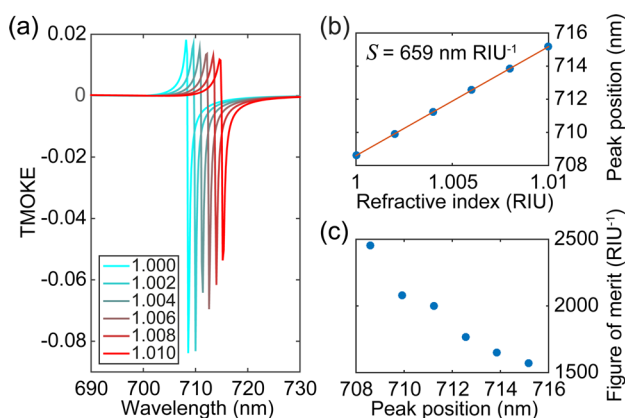 (a)
0.02
0
-0.02
-0.04
-0.06
-0.08
TMOKE
1.000
1.002
1.004
1.006
1.008
1.010
690 700 710 720 730
Wavelength (nm)
(b)
S = 659 nm RIU⁻¹
716
714
712
710
708
Peak position (nm)
1 1.005 1.01
Refractive index (RIU)
(c)
2500
2000
1500
Figure of merit (RIU⁻¹)
708 710 712 714 716
Peak position (nm)